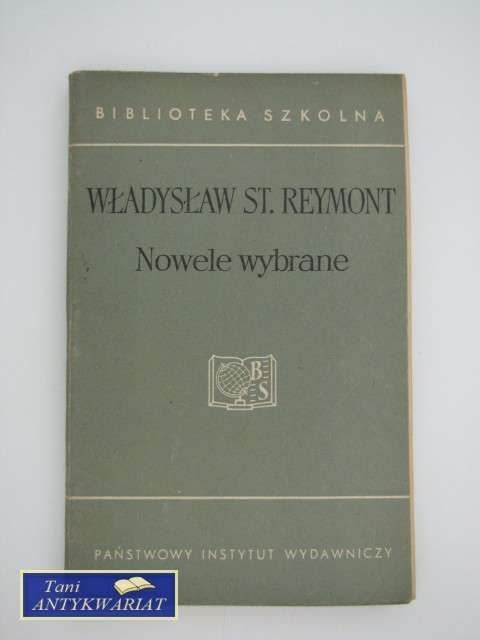 BIBLIOTEKA SZKOLNA
WŁADYSŁAW ST. REYMONT
Nowele wybrane
B
S
PAŃSTWOWY INSTYTUT WYDAWNICZY
Tani
ANTYKWARIAT